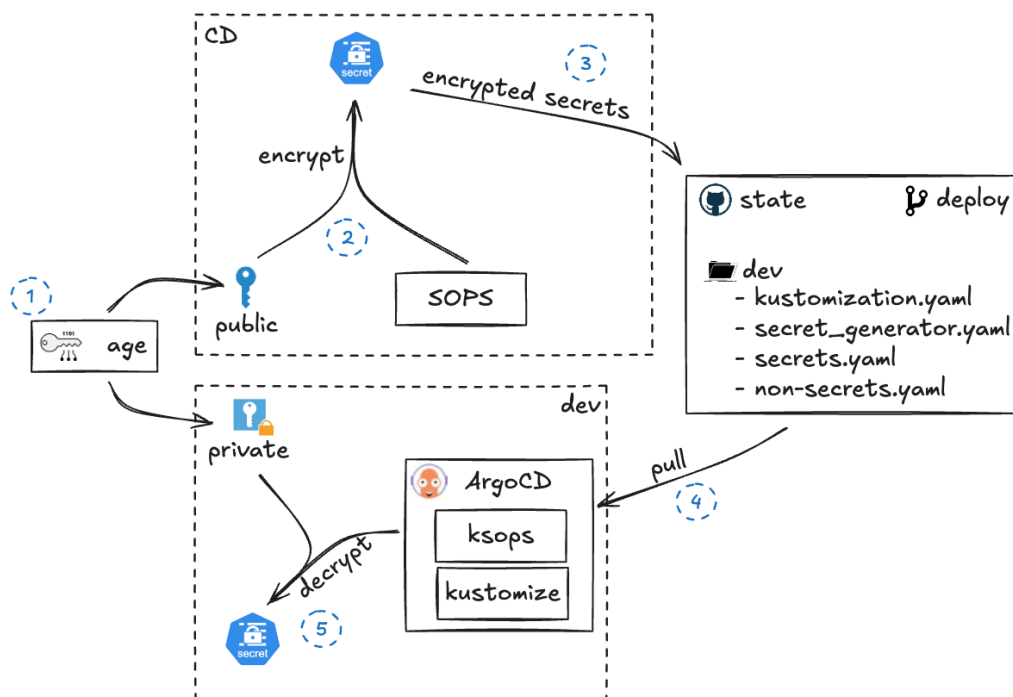 CD
secret
3
encrypted secrets
encrypt
2
state
deploy
dev
- kustomization.yaml
- secret_generator.yaml
- secrets.yaml
- non-secrets.yaml
1
public
SOPS
1101
age
dev
private
pull
4
ArgoCD
ksops
kustomize
decrypt
5
secret